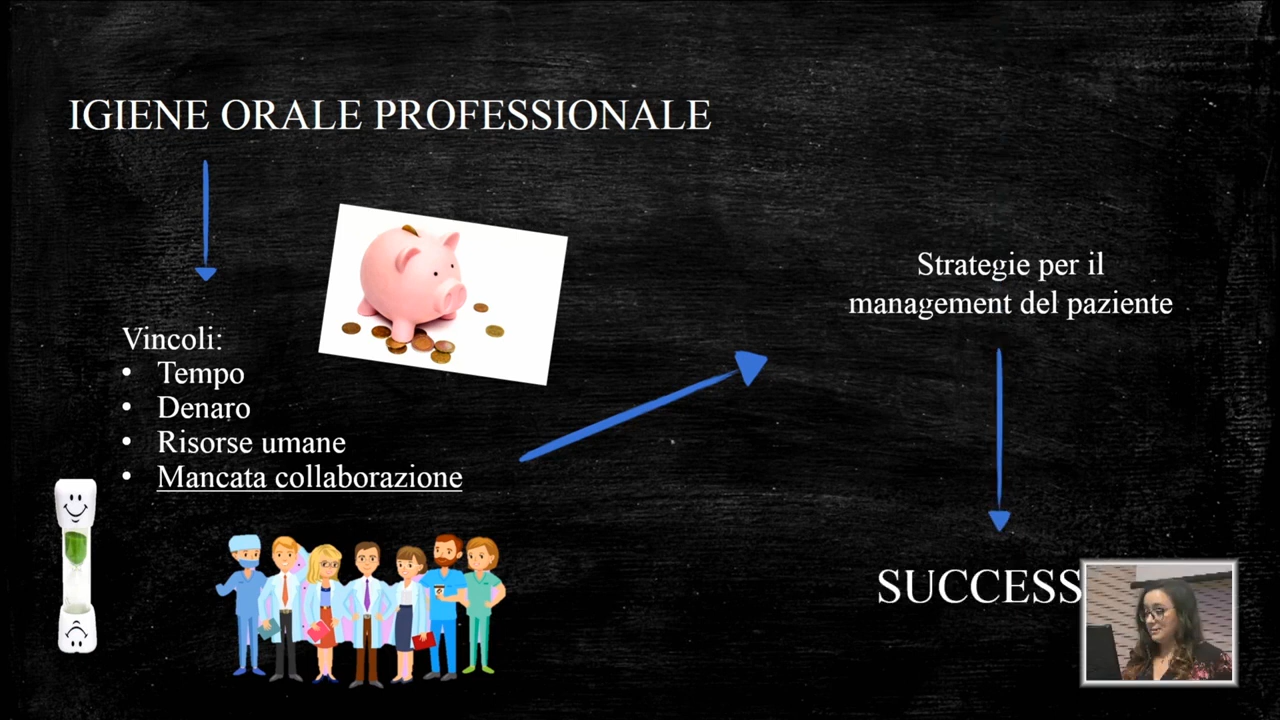 IGIENE ORALE PROFESSIONALE
Vincoli:
• Tempo
• Denaro
• Risorse umane
• Mancata collaborazione
Strategie per il
management del paziente
SUCCESS